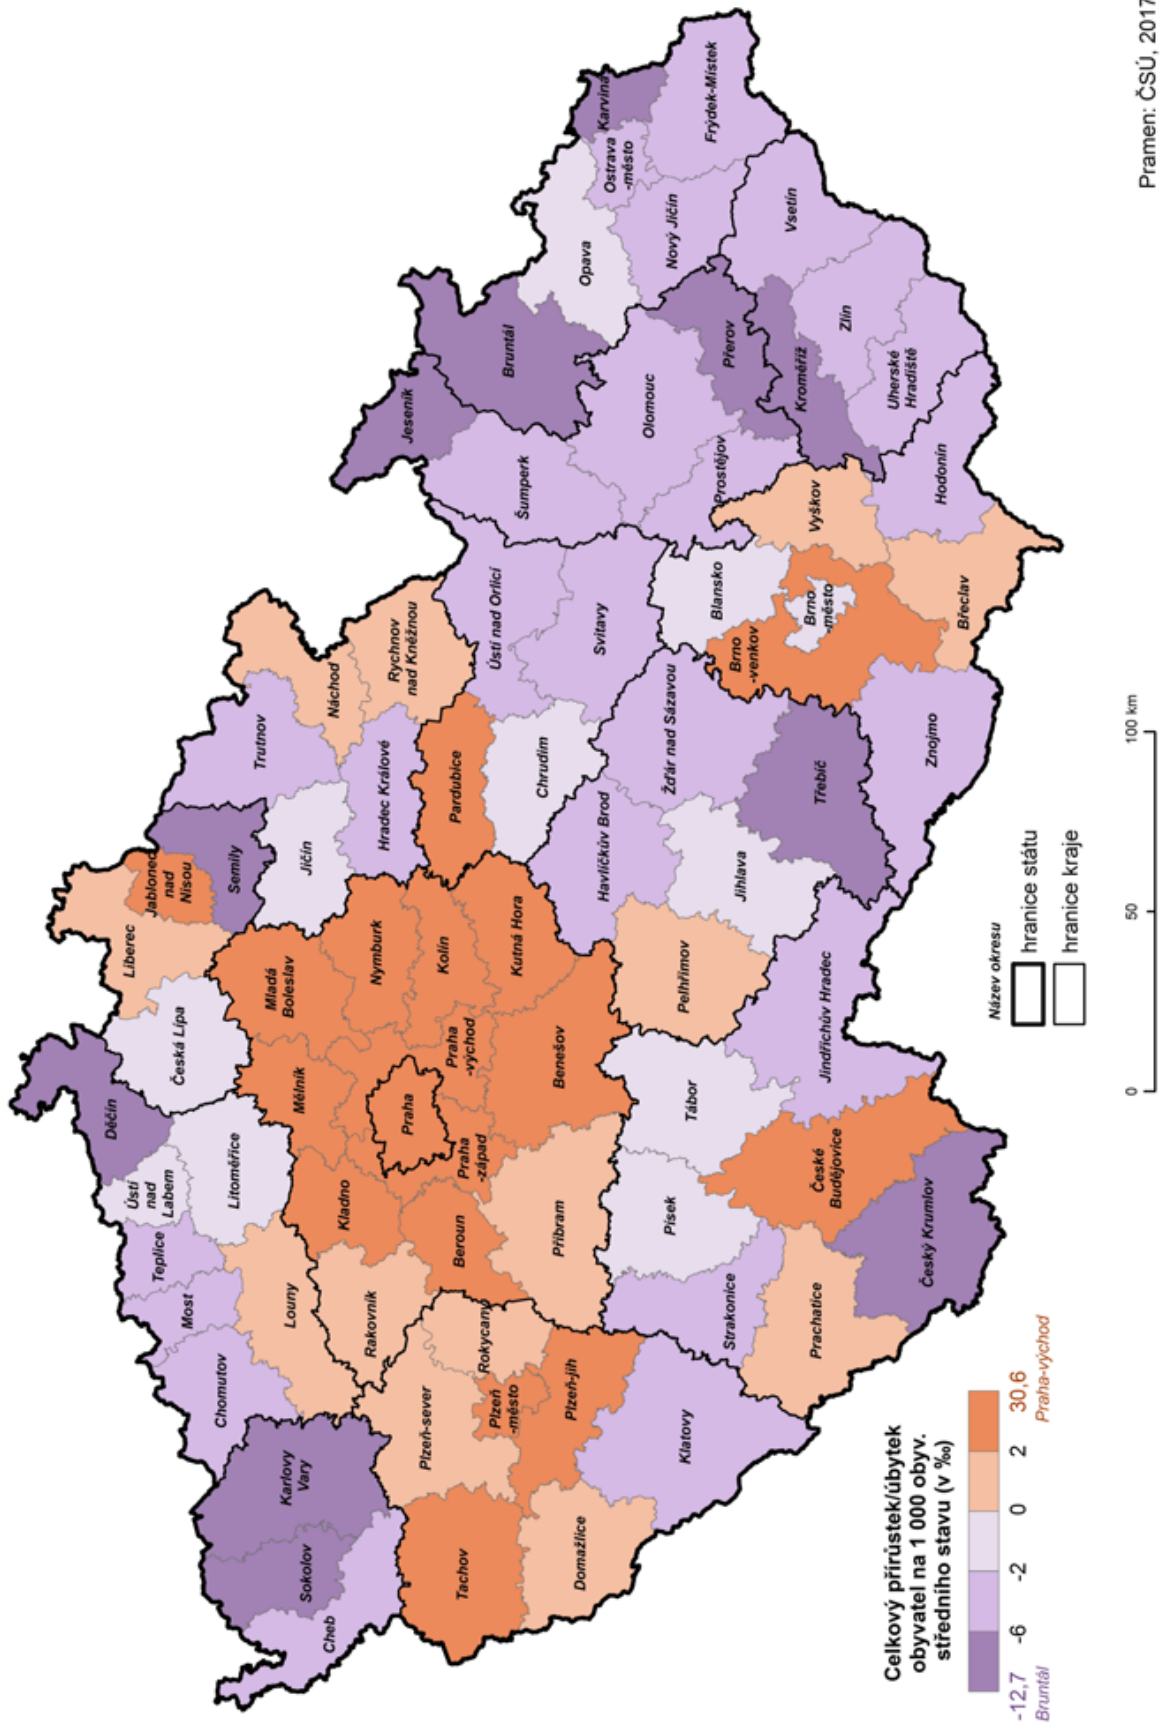 Děčín
Ústí
nad
Labem
Teplice
Most
Chomutov
Litoměřice
Louny
Česká Lípa
Liberec
Jablonec
nad
Nisou
Semily
Jičín
Trutnov
Náchod
Hradec Králové
Rychnov
nad Kněžnou
Karlovy
Vary
Sokolov
Cheb
Mladá
Boleslav
Mělník
Kladno
Rakovník
Nymburk
Kolín
Kutná Hora
Praha
Praha
-východ
Praha
-západ
Beroun
Benešov
Příbram
Tachov
Plzeň-sever
Plzeň
-město
Rokycany
Plzeň-jih
Domažlice
Klatovy
Pardubice
Chrudim
Ústí nad Orlicí
Svitavy
Jeseník
Šumperk
Olomouc
Prostějov
Přerov
Bruntál
Opava
Ostrava
-město
Karviná
Nový Jičín
Frýdek-Místek
Vsetín
Zlín
Kroměříž
Uherské
Hradiště
Havlíčkův Brod
Žďár nad Sázavou
Pelhřimov
Jihlava
Třebíč
Blansko
Brno
-město
Brno
-venkov
Vyškov
Hodonín
Břeclav
Znojmo
Strakonice
Písek
Tábor
Prachatice
České
Budějovice
Jindřichův Hradec
Český Krumlov
Celkový přírůstek/úbytek
obyvatel na 1 000 obyv.
středního stavu (v ‰)
-12,7 -6 -2 0 2 30,6
Bruntál Praha-východ
Název okresu
hranice státu
hranice kraje
0 50 100 km
Pramen: ČSÚ, 2017